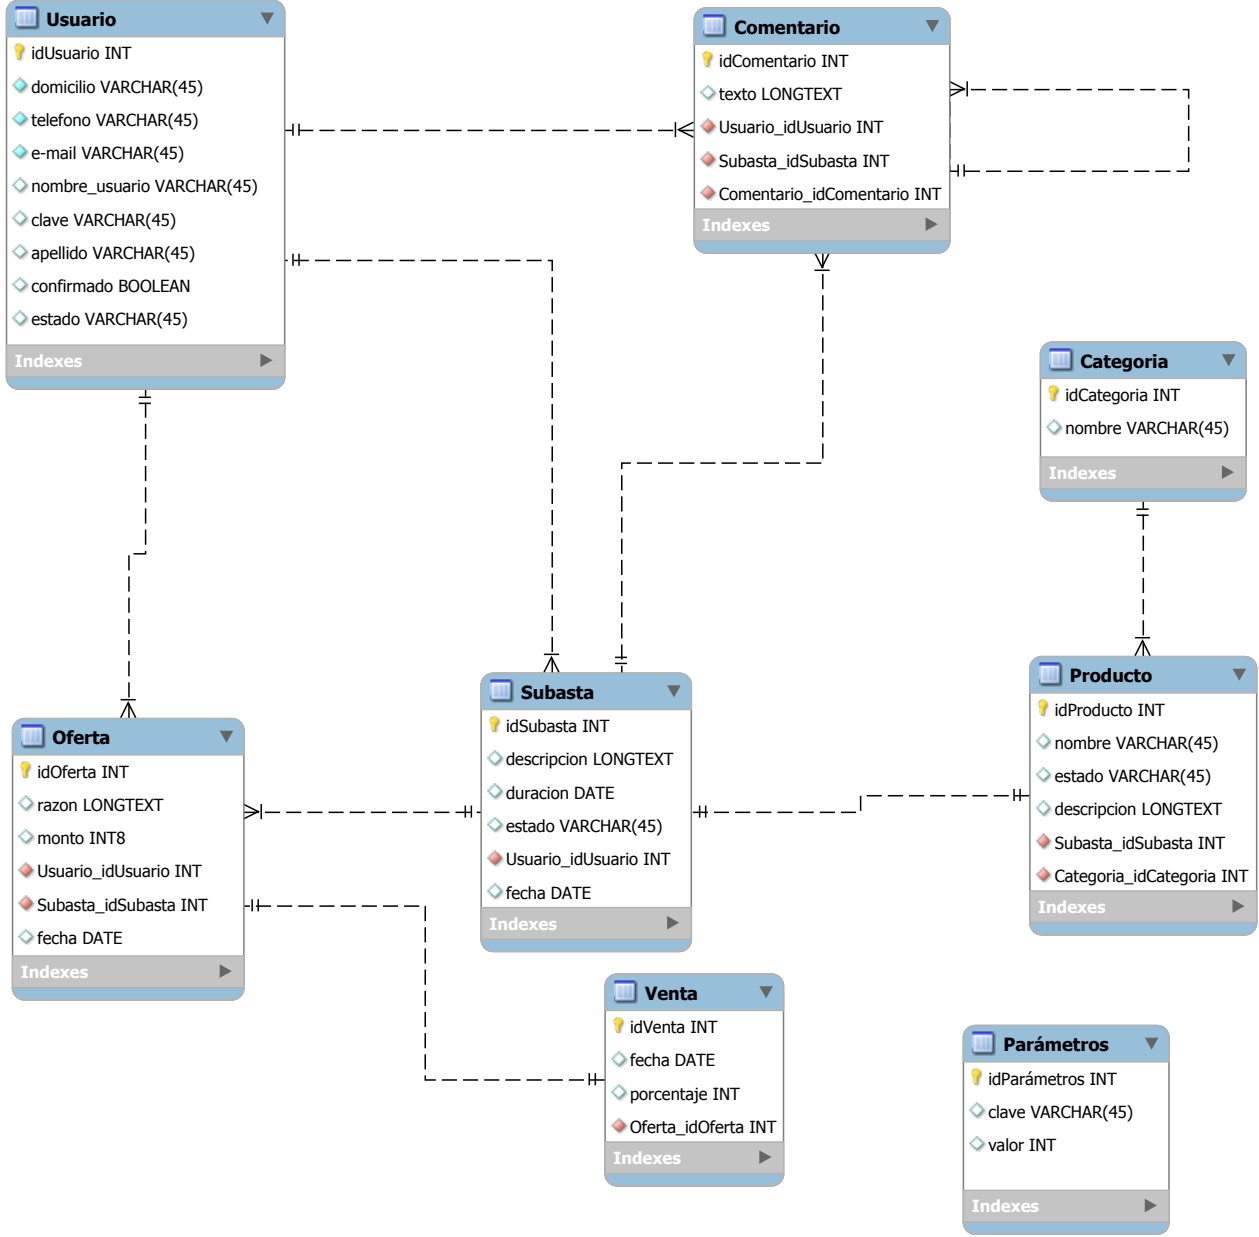 Usuario
idUsuario INT
domicilio VARCHAR(45)
telefono VARCHAR(45)
e-mail VARCHAR(45)
nombre_usuario VARCHAR(45)
clave VARCHAR(45)
apellido VARCHAR(45)
confirmado BOOLEAN
estado VARCHAR(45)
Indexes
Comentario
idComentario INT
texto LONGTEXT
Usuario_idUsuario INT
Subasta_idSubasta INT
Comentario_idComentario INT
Indexes
Categoria
idCategoria INT
nombre VARCHAR(45)
Indexes
Oferta
idOferta INT
razon LONGTEXT
monto INT8
Usuario_idUsuario INT
Subasta_idSubasta INT
fecha DATE
Indexes
Subasta
idSubasta INT
descripcion LONGTEXT
duracion DATE
estado VARCHAR(45)
Usuario_idUsuario INT
fecha DATE
Indexes
Producto
idProducto INT
nombre VARCHAR(45)
estado VARCHAR(45)
descripcion LONGTEXT
Subasta_idSubasta INT
Categoria_idCategoria INT
Indexes
Venta
idVenta INT
fecha DATE
porcentaje INT
Oferta_idOferta INT
Indexes
Parámetros
idParámetros INT
clave VARCHAR(45)
valor INT
Indexes